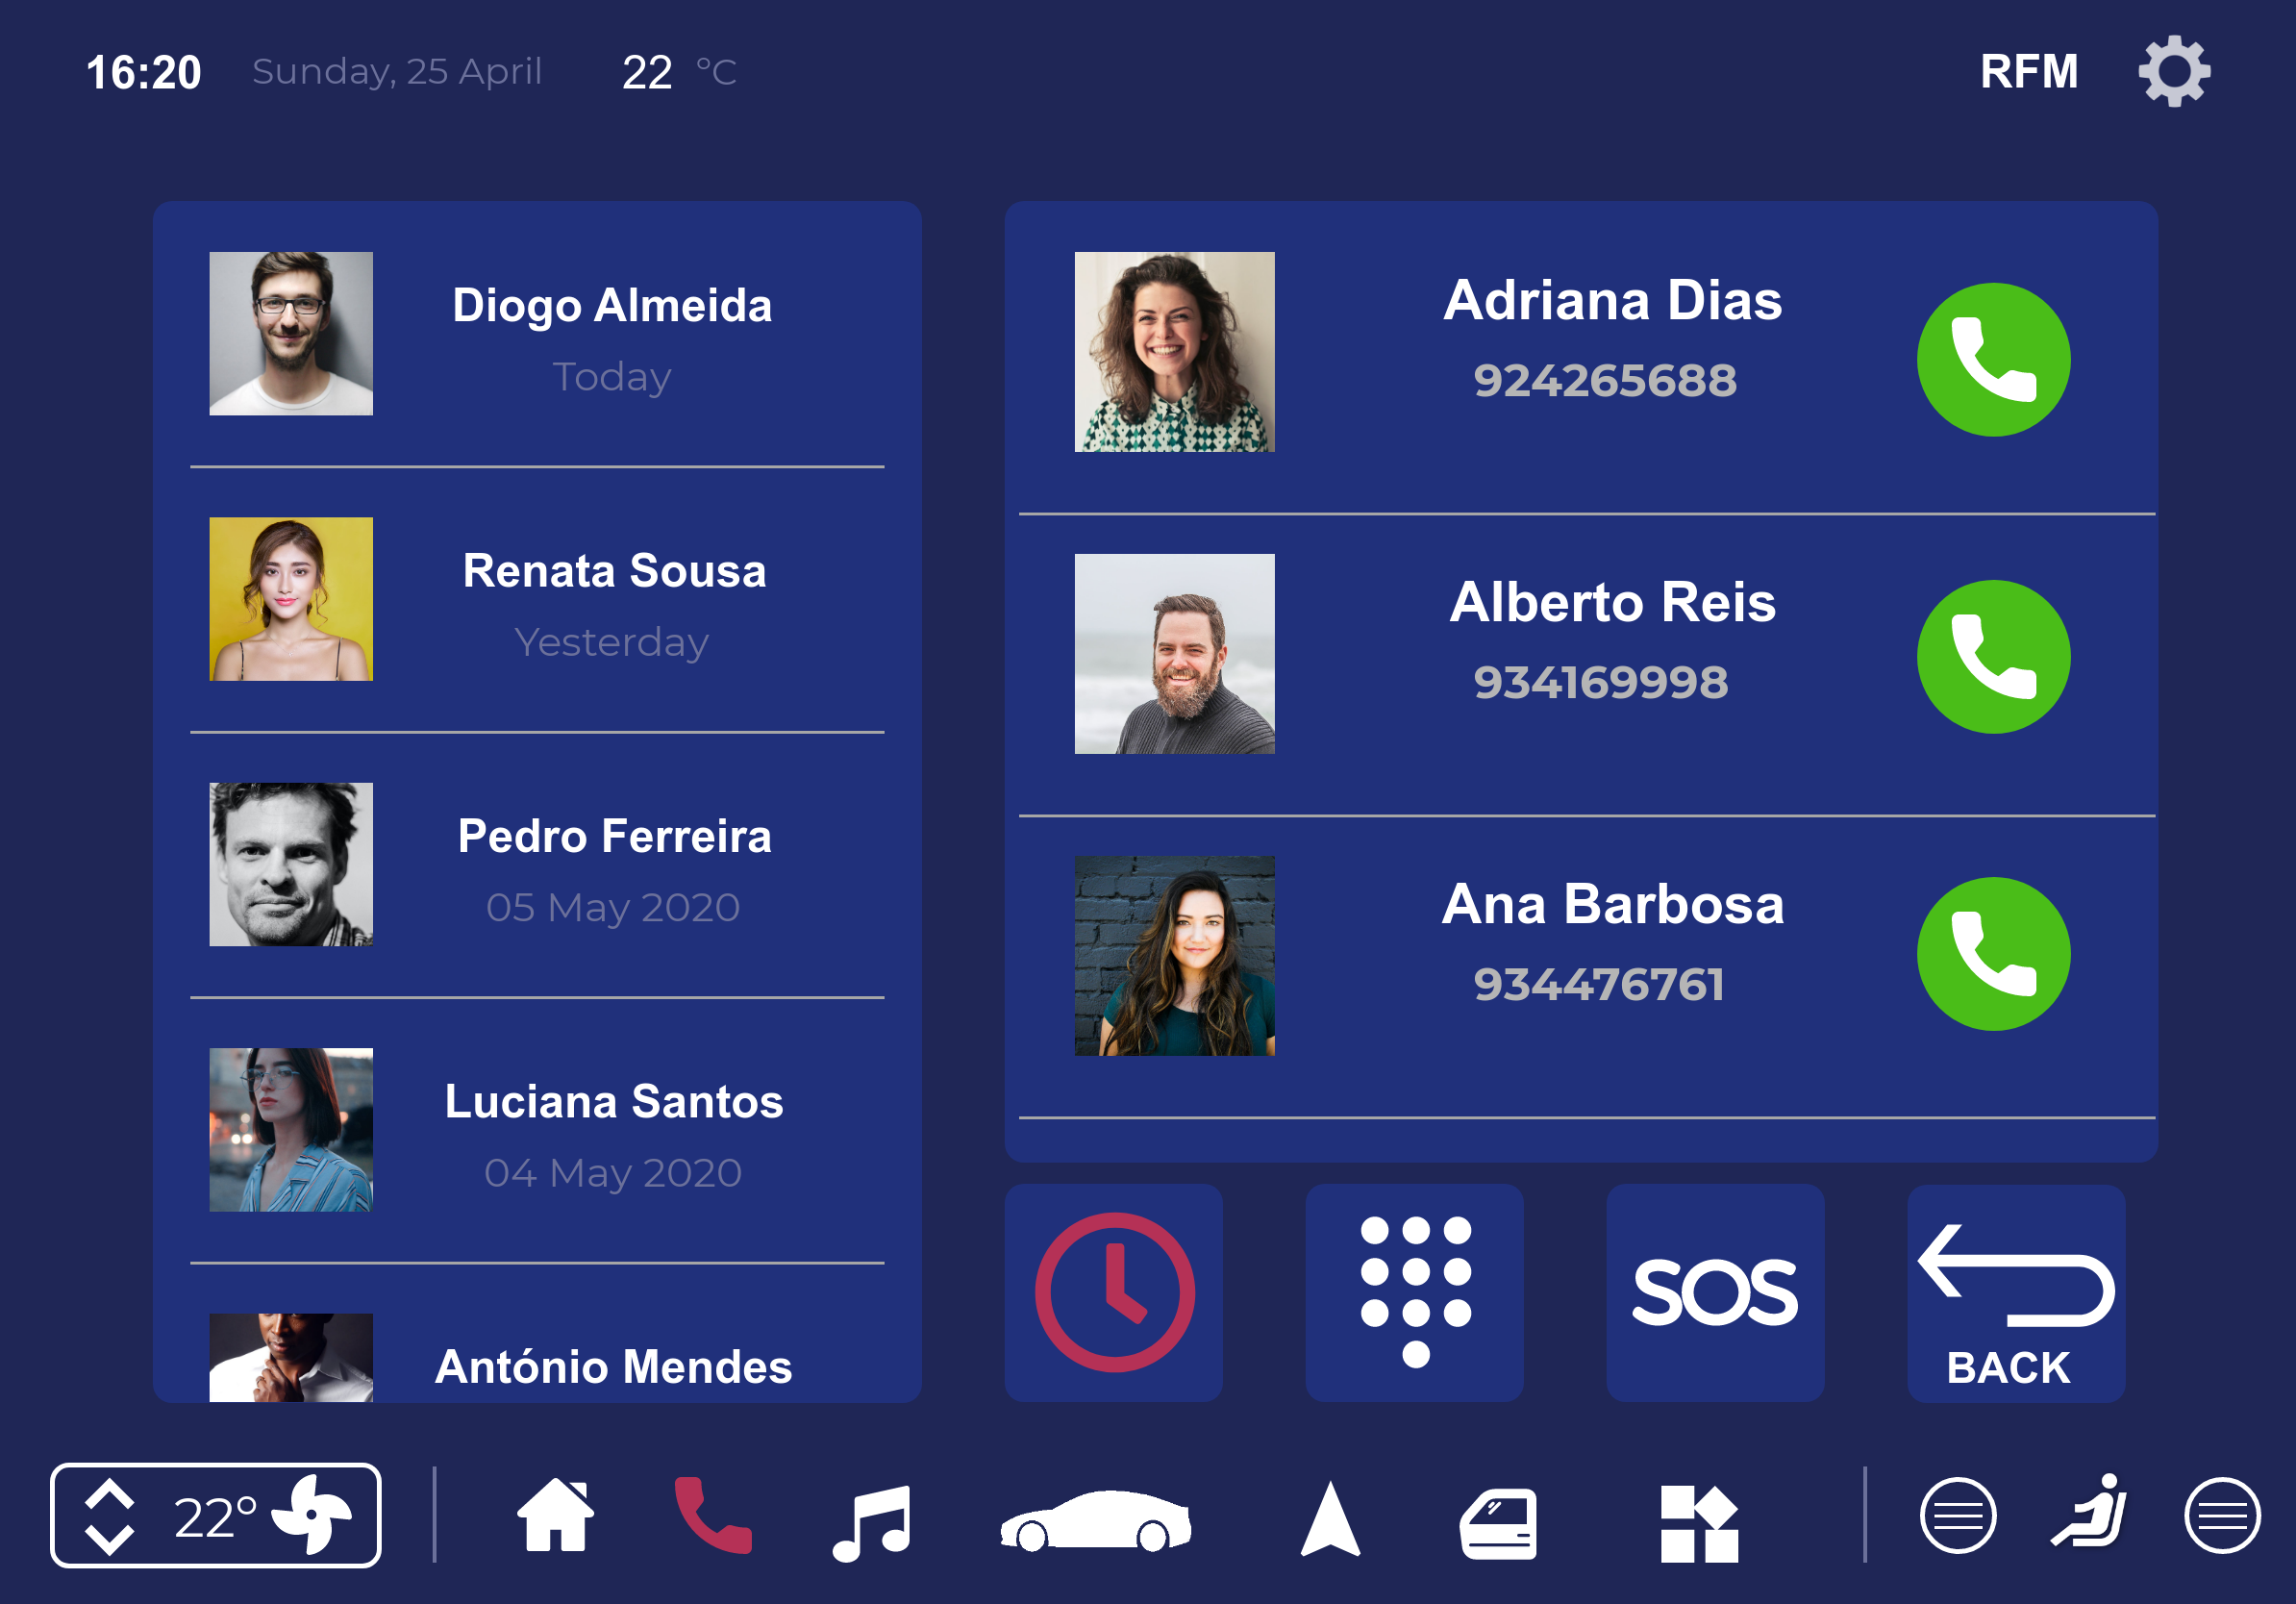 16:20 Sunday, 25 April 22 °C RFM
Diogo Almeida
Today
Renata Sousa
Yesterday
Pedro Ferreira
05 May 2020
Luciana Santos
04 May 2020
António Mendes
Adriana Dias
924265688
Alberto Reis
934169998
Ana Barbosa
934476761
SOS
BACK
22°